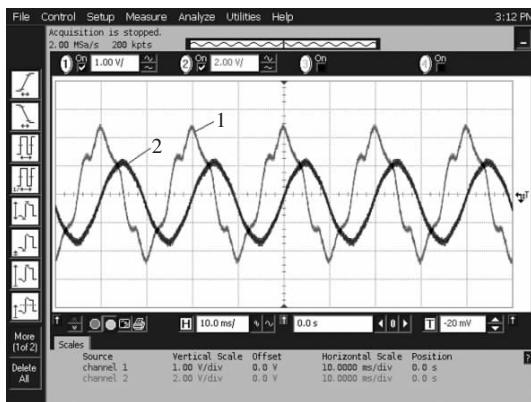 File Control Setup Measure Analyze Utilities Help 3:12 PM
Acquisition is stopped.
2.00 MSa/s 200 kpts
1 On 1.00 V/ 2 On 2.00 V/ 3 On 4 On
1
2
T
More
(1of 2)
Delete
All
H 10.0 ms/ 0.0 s 0 T -20 mV
Scales
Source Vertical Scale Offset Horizontal Scale Position
channel 1 1.00 V/div 0.0 V 10.0000 ms/div 0.0 s
channel 2 2.00 V/div 0.0 V 10.0000 ms/div 0.0 s
?